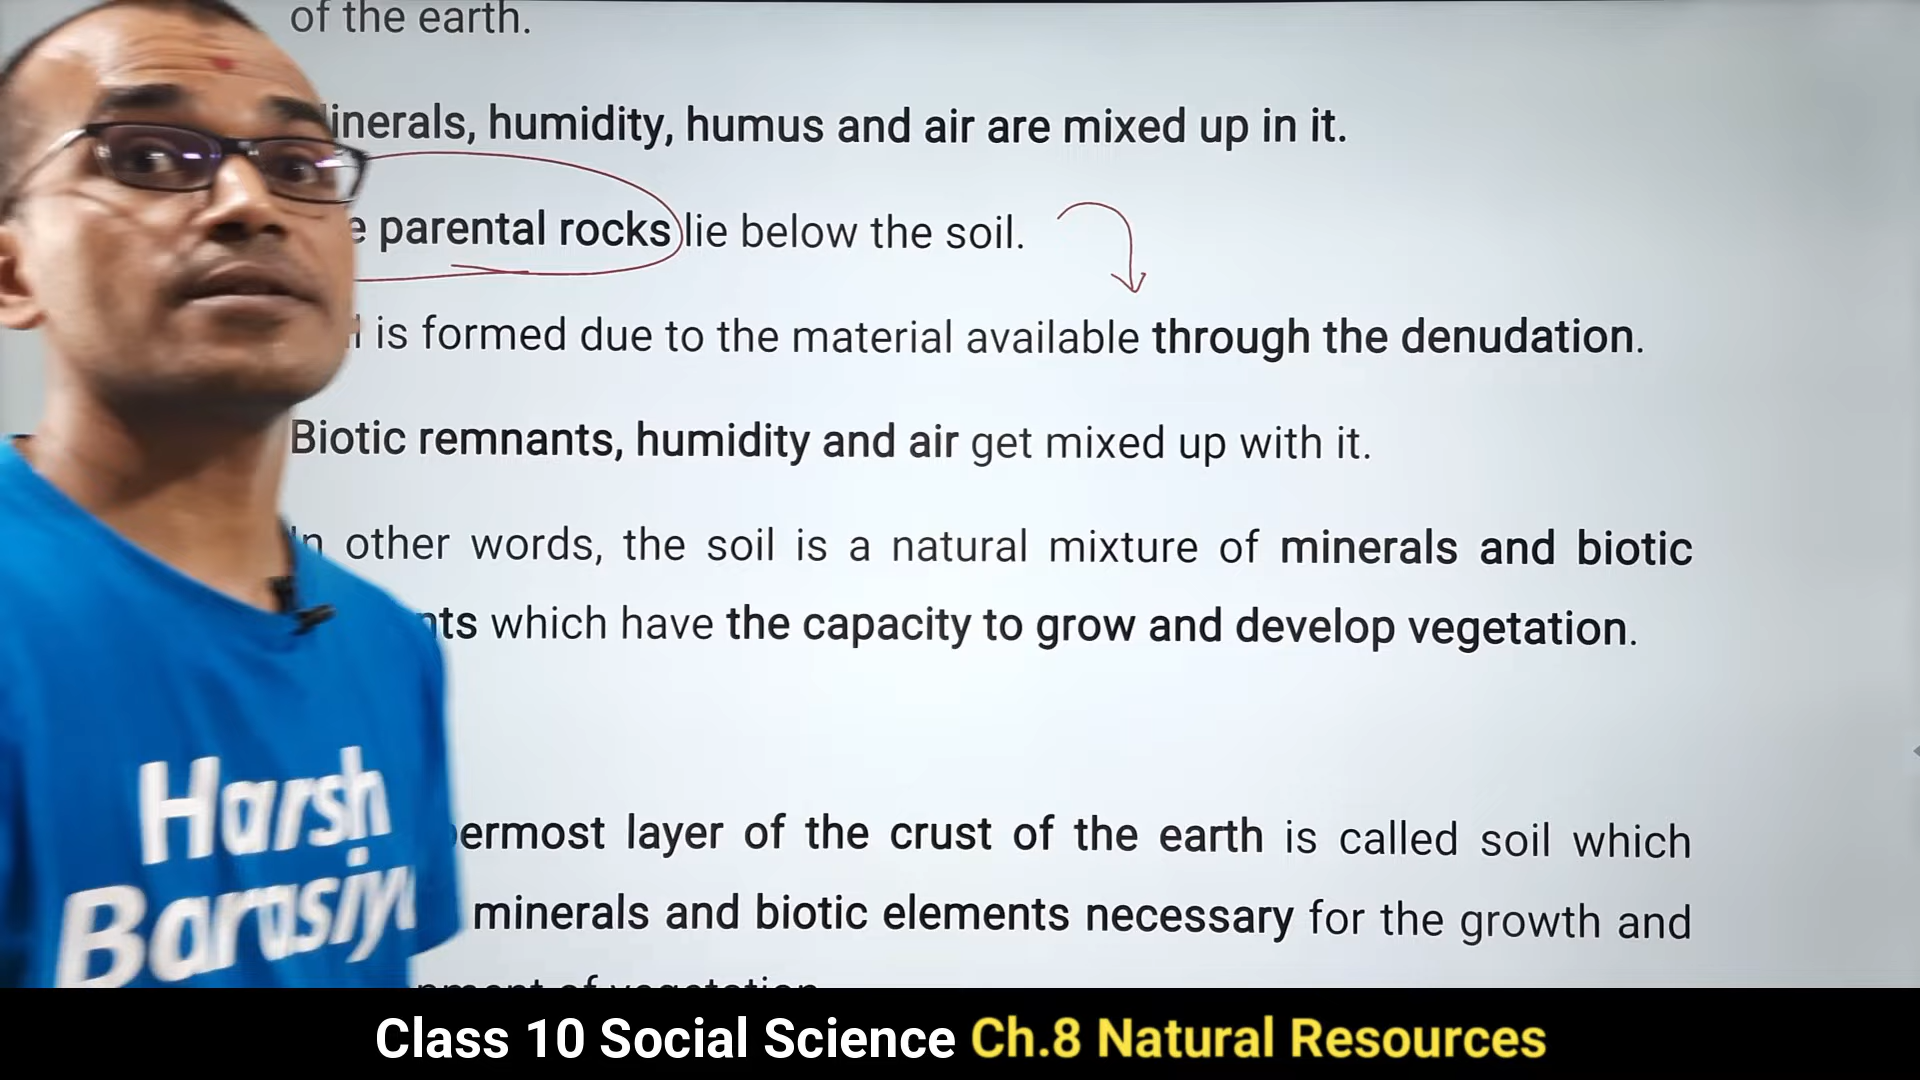 of the earth.
humidity, humus and air are mixed up in it.
parental rocks lie below the soil.
is formed due to the material available through the denudation.
Biotic remnants, humidity and air get mixed up with it.
In other words, the soil is a natural mixture of minerals and biotic
which have the capacity to grow and develop vegetation.
layer of the crust of the earth is called soil which
minerals and biotic elements necessary for the growth and
of vegetation
Harsh
Class 10 Social Science Ch.8 Natural Resources